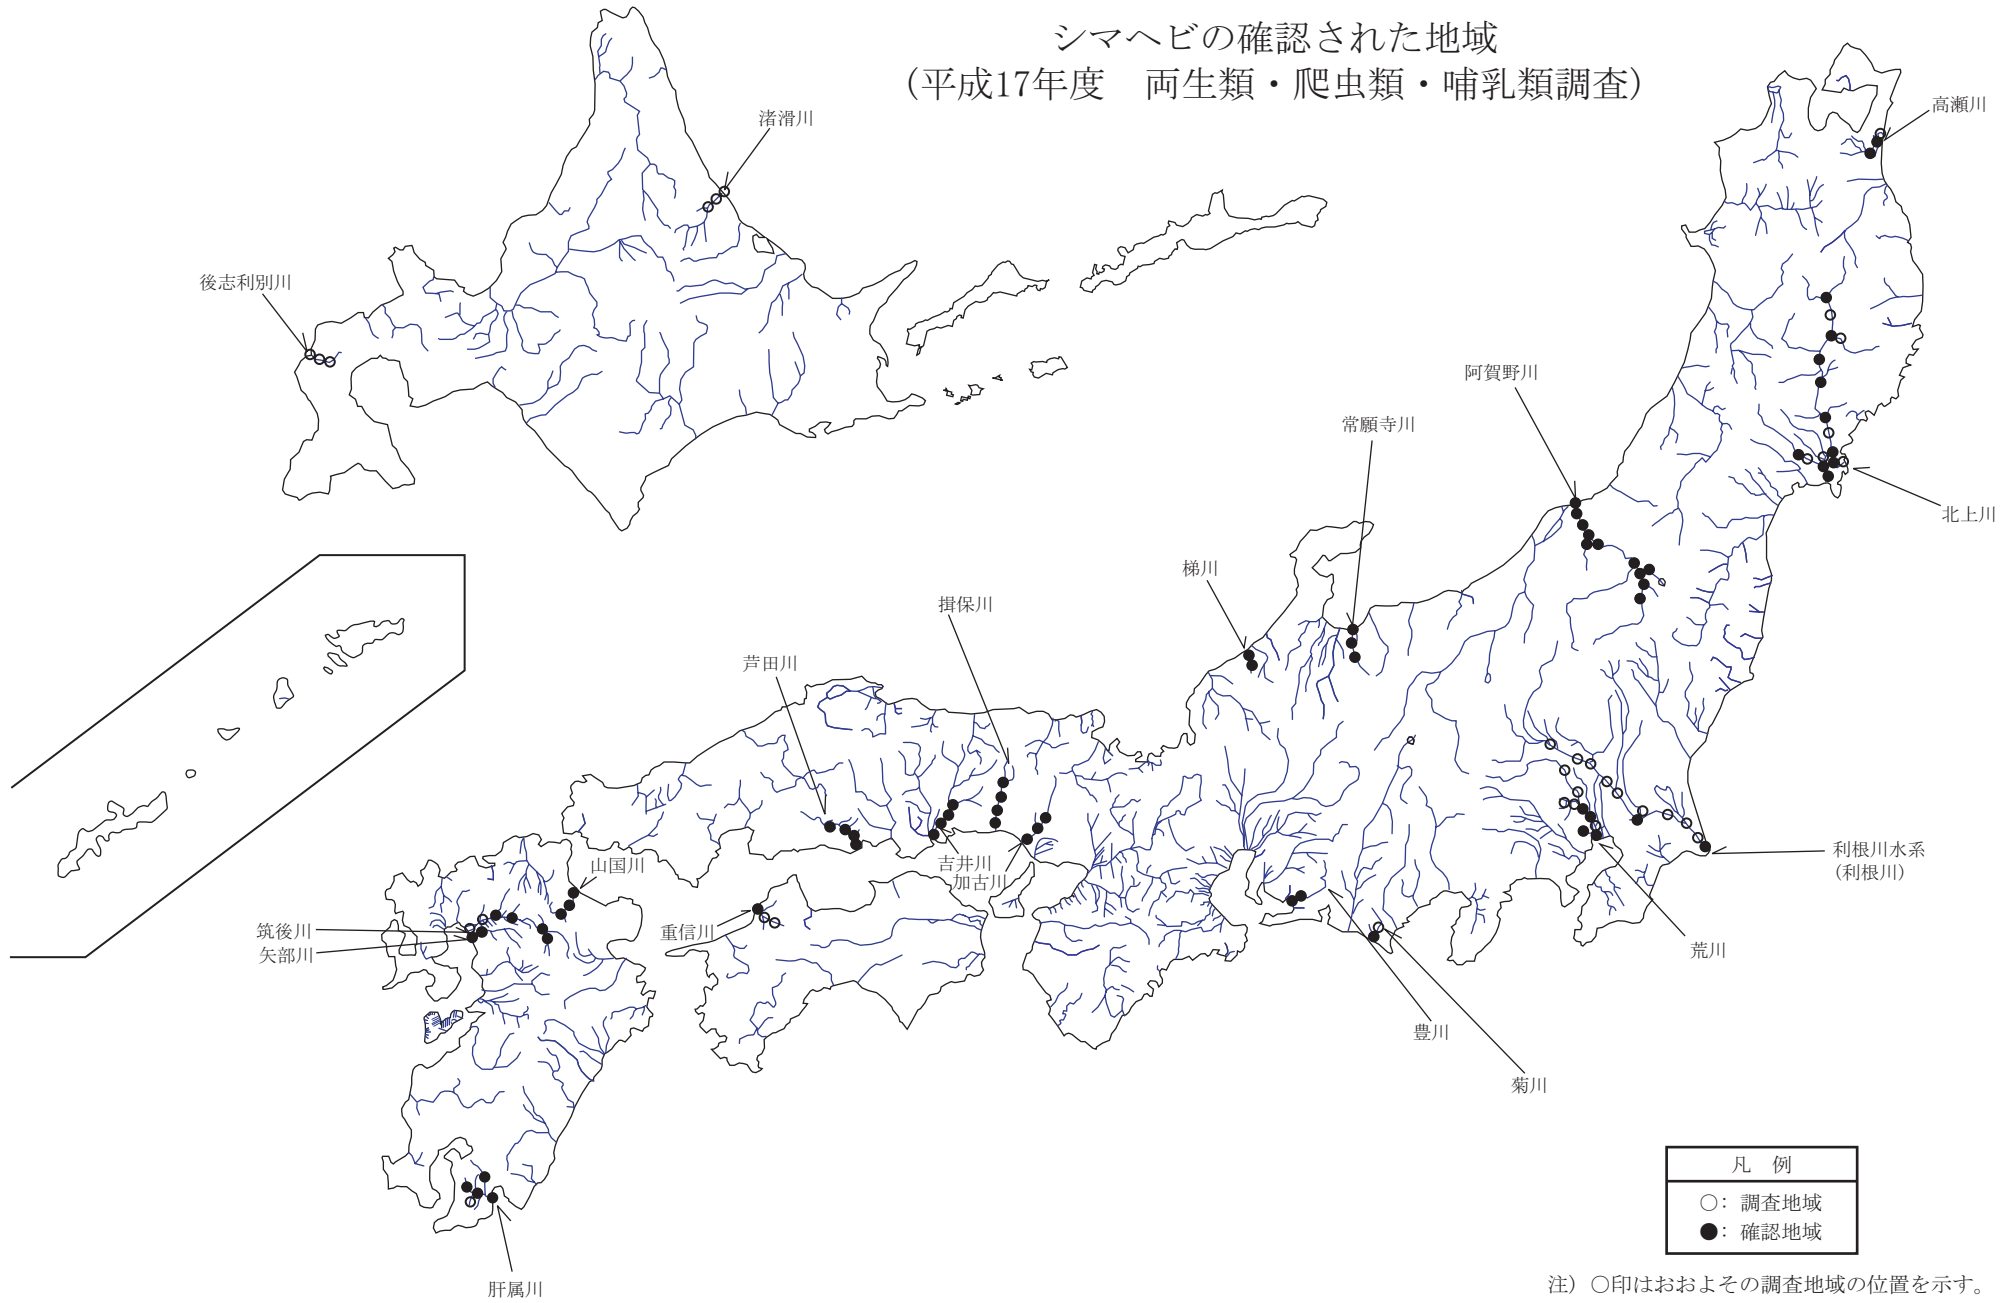 シマヘビの確認された地域
（平成17年度　両生類・爬虫類・哺乳類調査）
渚滑川
高瀬川
後志利別川
阿賀野川
常願寺川
北上川
梯川
揖保川
芦田川
利根川水系
（利根川）
吉井川
加古川
山国川
筑後川
矢部川
重信川
荒川
豊川
菊川
肝属川
凡　例
○：調査地域
●：確認地域
注）○印はおおよその調査地域の位置を示す。